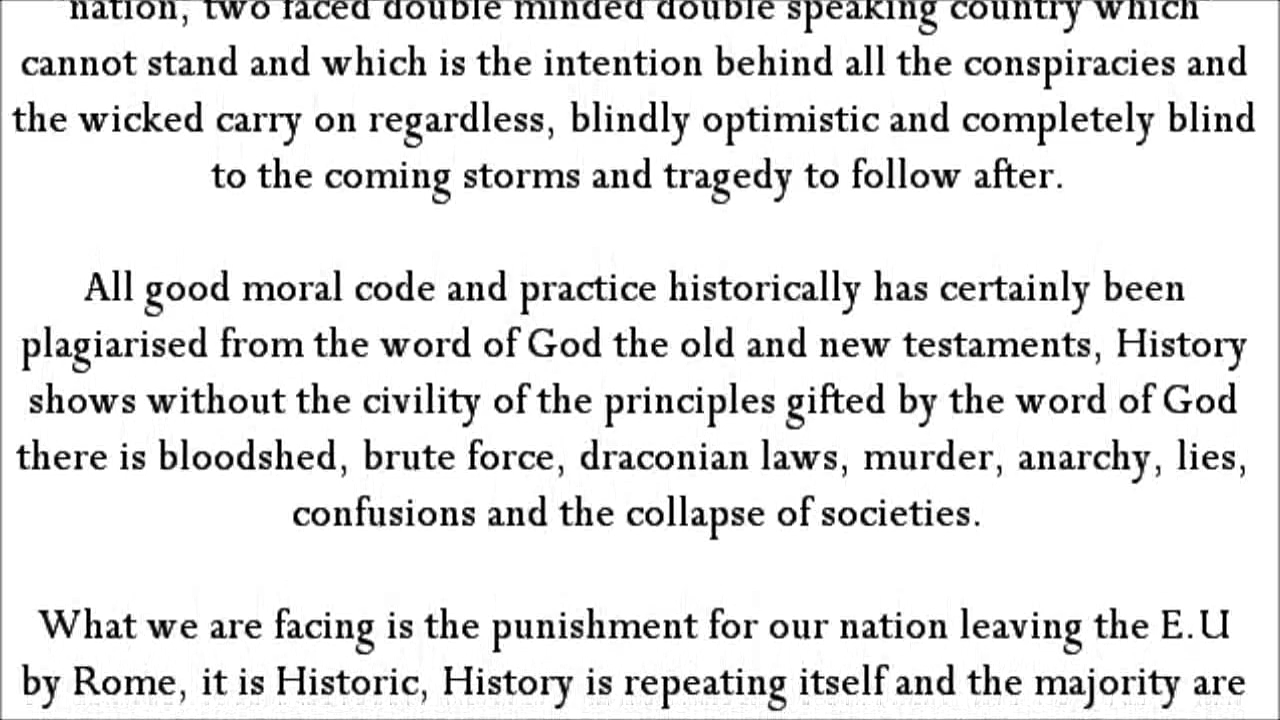 nation, two faced double minded double speaking country which
cannot stand and which is the intention behind all the conspiracies and
the wicked carry on regardless, blindly optimistic and completely blind
to the coming storms and tragedy to follow after.
All good moral code and practice historically has certainly been
plagiarised from the word of God the old and new testaments, History
shows without the civility of the principles gifted by the word of God
there is bloodshed, brute force, draconian laws, murder, anarchy, lies,
confusions and the collapse of societies.
What we are facing is the punishment for our nation leaving the E.U
by Rome, it is Historic, History is repeating itself and the majority are